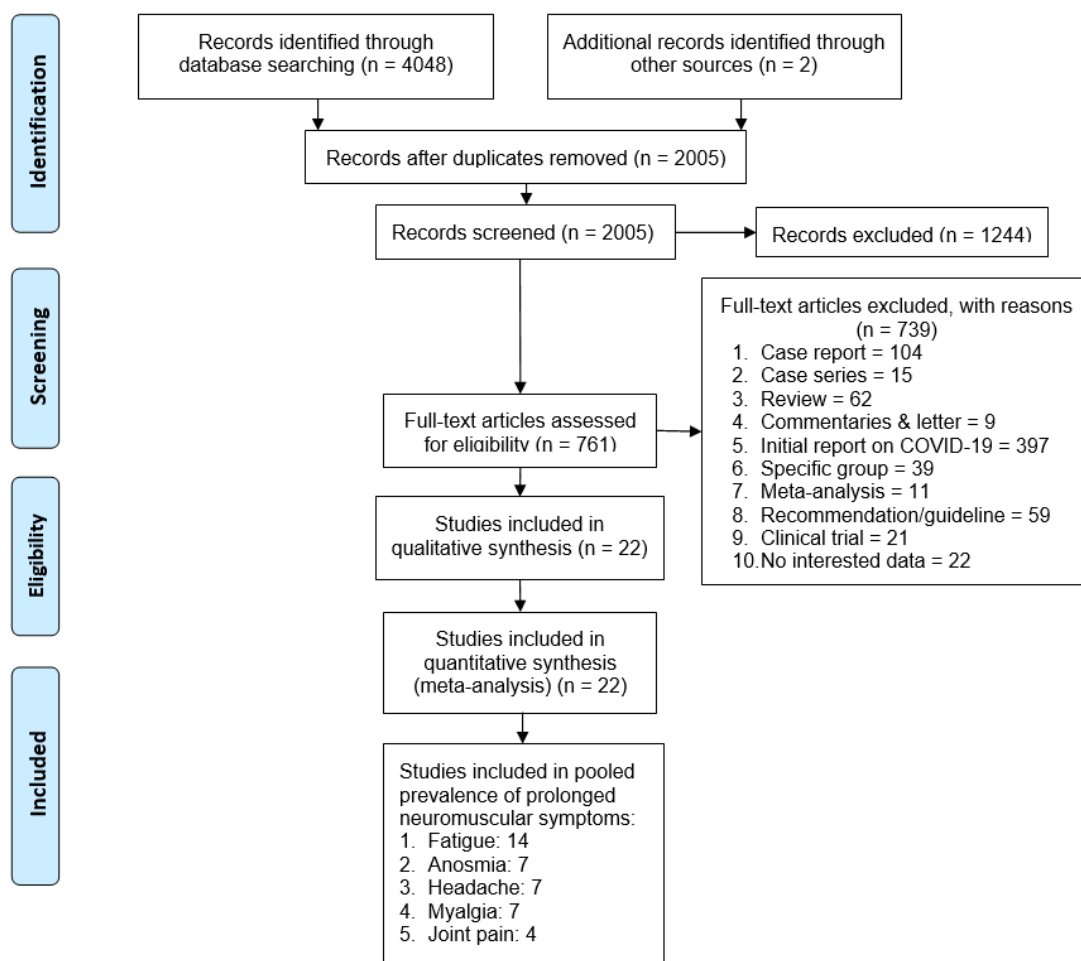 Identification
Records identified through
database searching (n = 4048)
Additional records identified through
other sources (n = 2)
Records after duplicates removed (n = 2005)
Records screened (n = 2005)
Records excluded (n = 1244)
Screening
Full-text articles excluded, with reasons
(n = 739)
1. Case report = 104
2. Case series = 15
3. Review = 62
4. Commentaries & letter = 9
5. Initial report on COVID-19 = 397
6. Specific group = 39
7. Meta-analysis = 11
8. Recommendation/guideline = 59
9. Clinical trial = 21
10.No interested data = 22
Full-text articles assessed
for eligibility (n = 761)
Eligibility
Studies included in
qualitative synthesis (n = 22)
Studies included in
quantitative synthesis
(meta-analysis) (n = 22)
Included
Studies included in pooled
prevalence of prolonged
neuromuscular symptoms:
1. Fatigue: 14
2. Anosmia: 7
3. Headache: 7
4. Myalgia: 7
5. Joint pain: 4